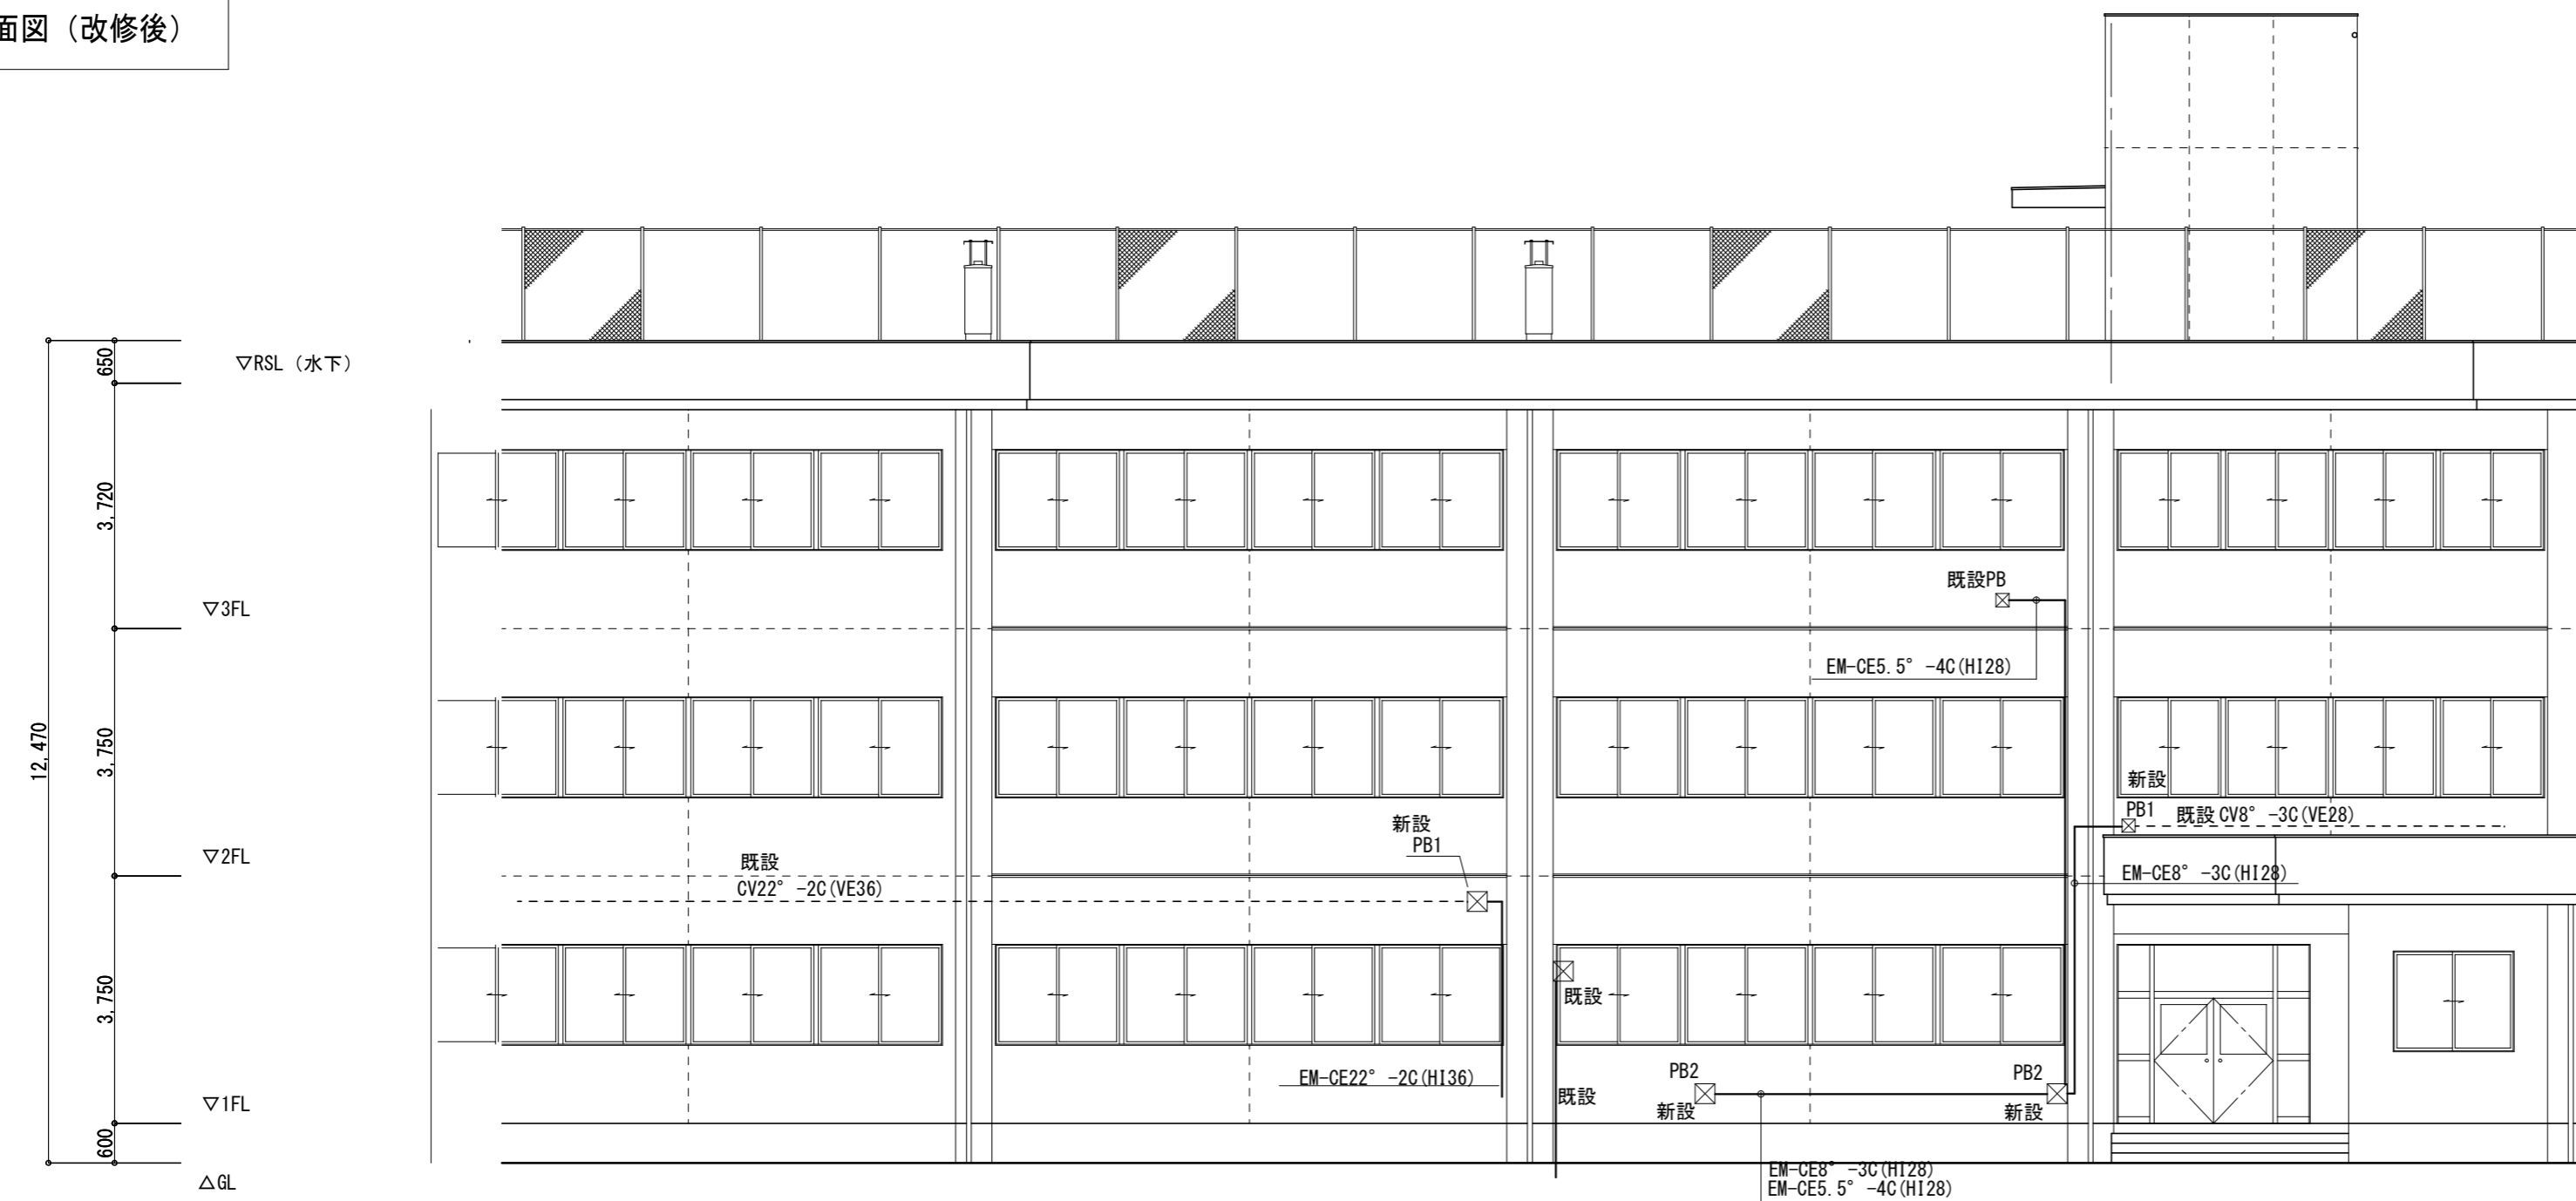 面図（改修後）
650
▽RSL（水下）
3,720
既設PB
▽3FL
EM-CE5.5°-4C(HI28)
12,470
3,750
新設
PB1
既設 CV8°-3C(VE28)
新設
PB1
▽2FL
既設
CV22°-2C(VE36)
EM-CE8°-3C(HI28)
3,750
既設
EM-CE22°-2C(HI36)
既設
PB2
新設
PB2
新設
▽1FL
600
EM-CE8°-3C(HI28)
EM-CE5.5°-4C(HI28)
△GL